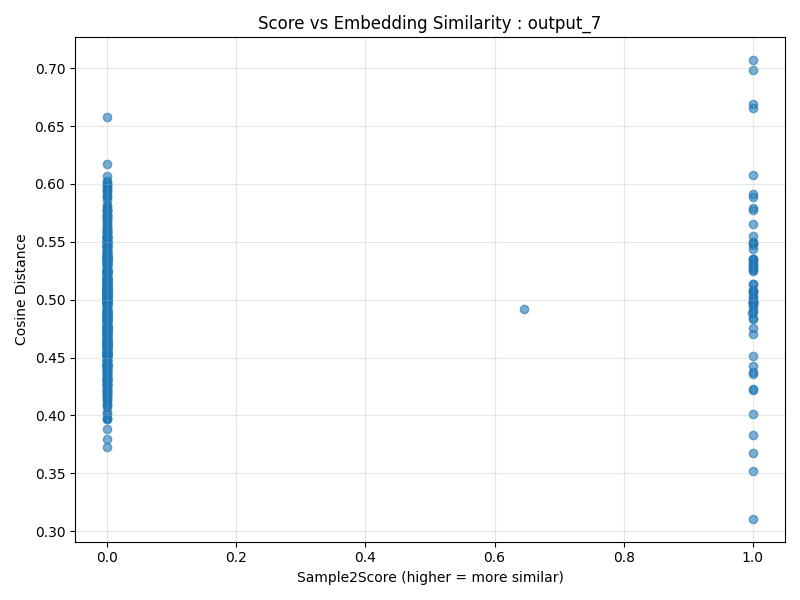 Score vs Embedding Similarity : output_7
Cosine Distance
0.70
0.65
0.60
0.55
0.50
0.45
0.40
0.35
0.30
0.0 0.2 0.4 0.6 0.8 1.0
Sample2Score (higher = more similar)